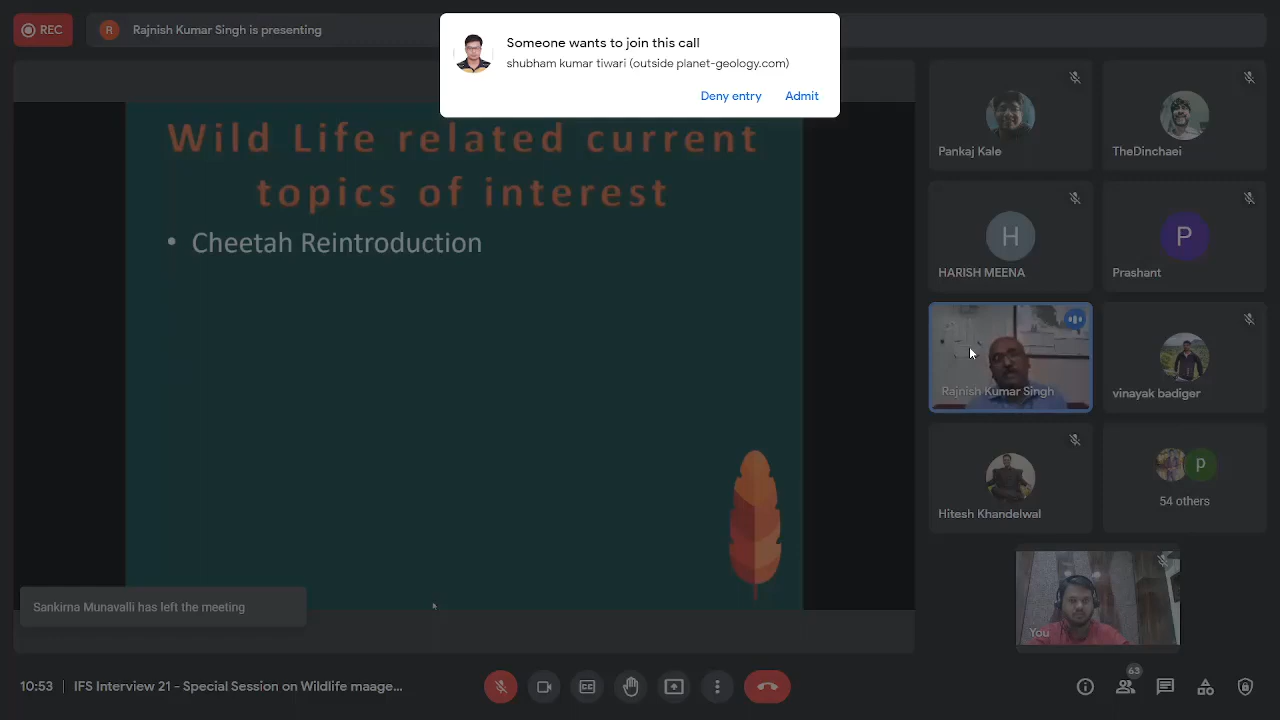 REC
R
Rajnish Kumar Singh is presenting
Someone wants to join this call
shubham kumar tiwari (outside planet-geology.com)
Deny entry
Admit
Wild Life related current
topics of interest
• Cheetah Reintroduction
Pankaj Kale
TheDinchaei
H
HARISH MEENA
P
Prashant
Rajnish Kumar Singh
vinayak badiger
Hitesh Khandelwal
p
54 others
You
Sankirna Munavalli has left the meeting
10:53
IFS Interview 21 - Special Session on Wildlife maage...
63